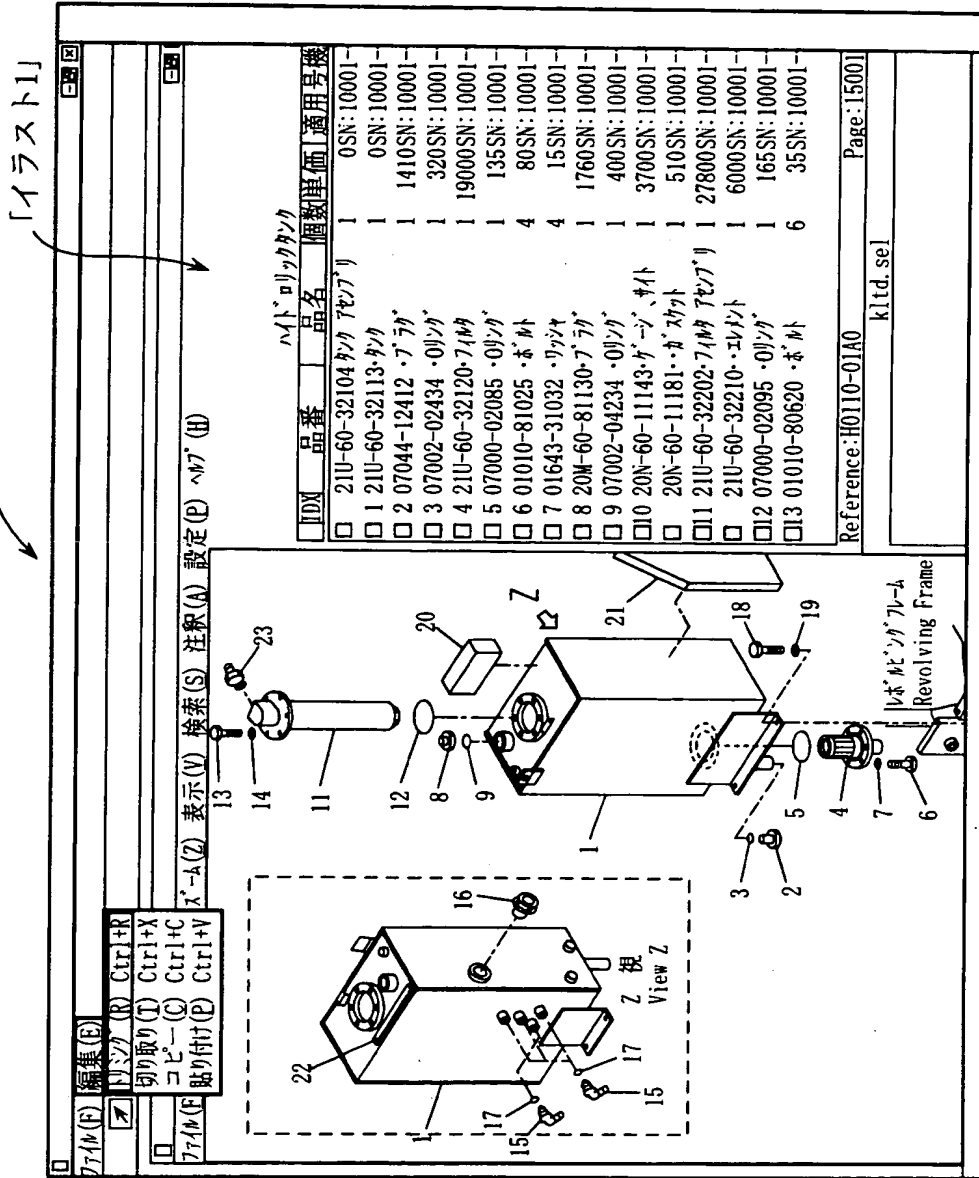 「イラスト1」
ファイル(F) 編集(E)
トリミング(R) Ctrl+R
切り取り(T) Ctrl+X
コピー(C) Ctrl+C
貼り付け(P) Ctrl+V
ファイル(F ズーム(Z) 表示(V) 検索(S) 注釈(A) 設定(P) ヘルプ(H)
22
1
17
15
17
15
16
Z 視
View Z
13
14
23
11
12
8
9
20
Z
1
21
3
2
5
4
7
6
18
19
レボルビングフレーム
Revolving Frame
ハイドロリックタンク
IDX 品番 品名 個数 単価 適用号機
21U-60-32104 タンク アセンブリ 1 0SN:10001-
1 21U-60-32113・タンク 1 0SN:10001-
2 07044-12412 ・プラグ 1 1410SN:10001-
3 07002-02434 ・Oリング 1 320SN:10001-
4 21U-60-32120・フィルタ 1 19000SN:10001-
5 07000-02085 ・Oリング 1 135SN:10001-
6 01010-81025 ・ボルト 4 80SN:10001-
7 01643-31032 ・ワッシャ 4 15SN:10001-
8 20M-60-81130・プラグ 1 1760SN:10001-
9 07002-04234 ・Oリング 1 400SN:10001-
10 20N-60-11143・ゲージ、サイト 1 3700SN:10001-
20N-60-11181・・ガスケット 1 510SN:10001-
11 21U-60-32202・フィルタ アセンブリ 1 27800SN:10001-
21U-60-32210・・エレメント 1 6000SN:10001-
12 07000-02095 ・Oリング 1 165SN:10001-
13 01010-80620 ・ボルト 6 35SN:10001-
Reference:H0110-01A0 Page:15001
kltd.sel